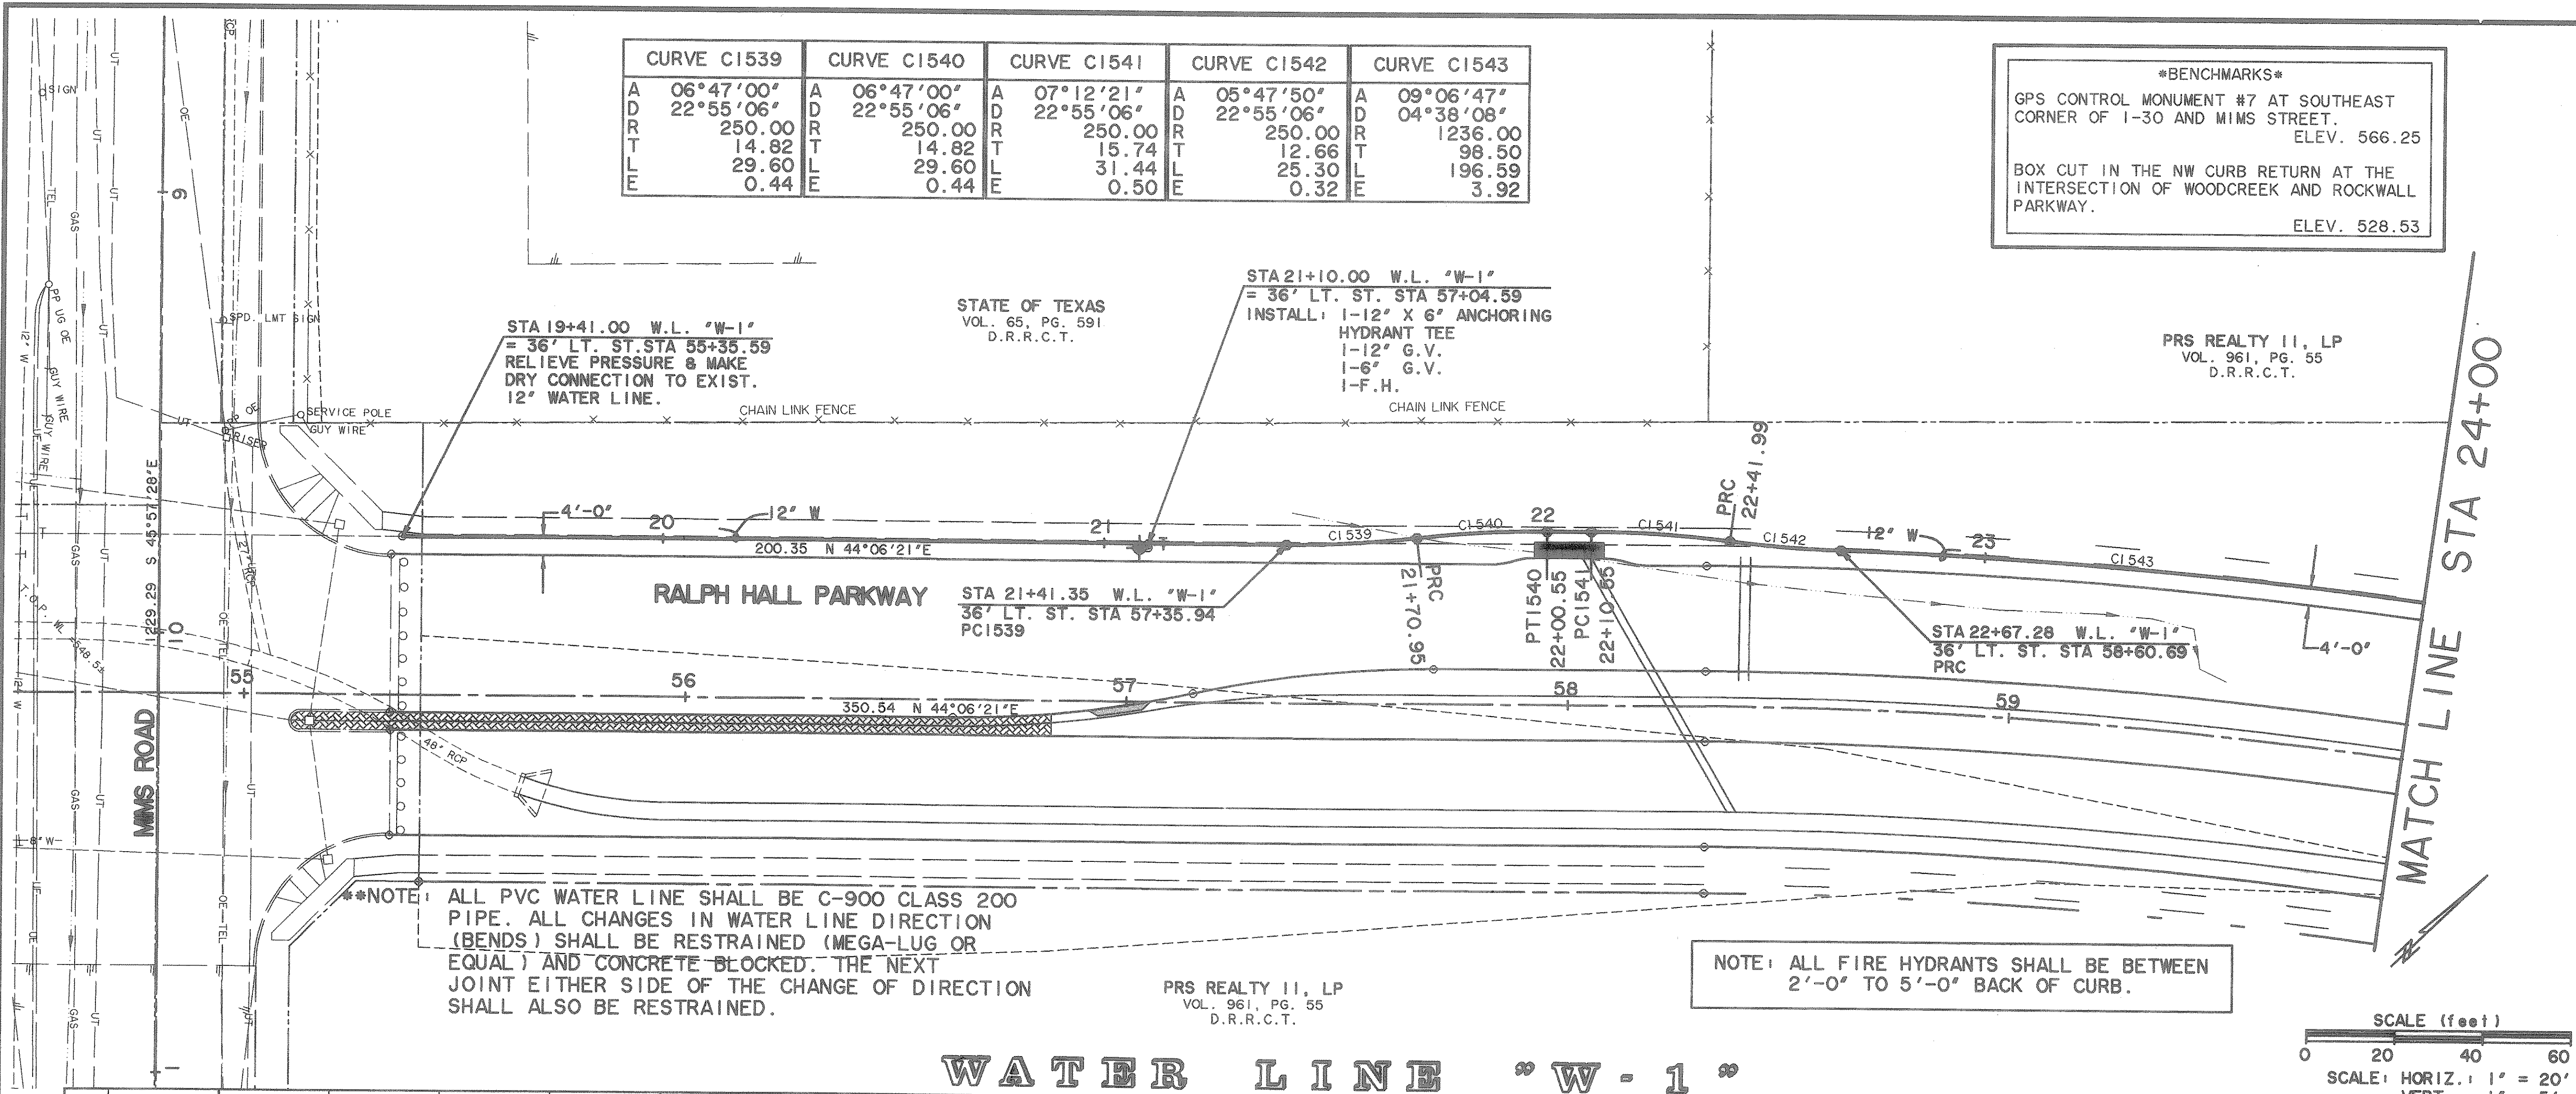 CURVE C1539 CURVE C1540 CURVE C1541 CURVE C1542 CURVE C1543
A 06°47'00" A 06°47'00" A 07°12'21" A 05°47'50" A 09°06'47"
D 22°55'06" D 22°55'06" D 22°55'06" D 22°55'06" D 04°38'08"
R 250.00 R 250.00 R 250.00 R 250.00 R 1236.00
T 14.82 T 14.82 T 15.74 T 12.66 T 98.50
L 29.60 L 29.60 L 31.44 L 25.30 L 196.59
E 0.44 E 0.44 E 0.50 E 0.32 E 3.92
*BENCHMARKS*
GPS CONTROL MONUMENT #7 AT SOUTHEAST
CORNER OF I-30 AND MIMS STREET.
ELEV. 566.25
BOX CUT IN THE NW CURB RETURN AT THE
INTERSECTION OF WOODCREEK AND ROCKWALL
PARKWAY.
ELEV. 528.53
STATE OF TEXAS
VOL. 65, PG. 591
D.R.R.C.T.
STA 21+10.00 W.L. "W-1"
= 36' LT. ST. STA 57+04.59
INSTALL: 1-12" X 6" ANCHORING
HYDRANT TEE
1-12" G.V.
1-6" G.V.
1-F.H.
STA 19+41.00 W.L. "W-1"
= 36' LT. ST.STA 55+35.59
RELIEVE PRESSURE & MAKE
DRY CONNECTION TO EXIST.
12" WATER LINE.
PRS REALTY II, LP
VOL. 961, PG. 55
D.R.R.C.T.
SIGN
SPD. LMT SIGN
PP UG OE
GUY WIRE
GUY WIRE
SERVICE POLE
GUY WIRE
RISER
CHAIN LINK FENCE
CHAIN LINK FENCE
MATCH LINE STA 24+00
9
10
1229.29 S 45°57'28"E
MIMS ROAD
4'-0"
20
12" W
21
C1539
C1540
22
C1541
PRC
22+41.99
C1542
12" W
23
C1543
200.35 N 44°06'21"E
RALPH HALL PARKWAY
STA 21+41.35 W.L. "W-1"
36' LT. ST. STA 57+35.94
PC1539
PRC
21+70.95
PT1540
22+00.55
PC1541
22+10.55
STA 22+67.28 W.L. "W-1"
36' LT. ST. STA 58+60.69
PRC
4'-0"
55
56
57
58
59
350.54 N 44°06'21"E
48" RCP
8" W
**NOTE: ALL PVC WATER LINE SHALL BE C-900 CLASS 200
PIPE. ALL CHANGES IN WATER LINE DIRECTION
(BENDS) SHALL BE RESTRAINED (MEGA-LUG OR
EQUAL) AND CONCRETE BLOCKED. THE NEXT
JOINT EITHER SIDE OF THE CHANGE OF DIRECTION
SHALL ALSO BE RESTRAINED.
PRS REALTY II, LP
VOL. 961, PG. 55
D.R.R.C.T.
NOTE: ALL FIRE HYDRANTS SHALL BE BETWEEN
2'-0" TO 5'-0" BACK OF CURB.
SCALE (feet)
0 20 40 60
SCALE: HORIZ.: 1" = 20'
WATER LINE "W-1"